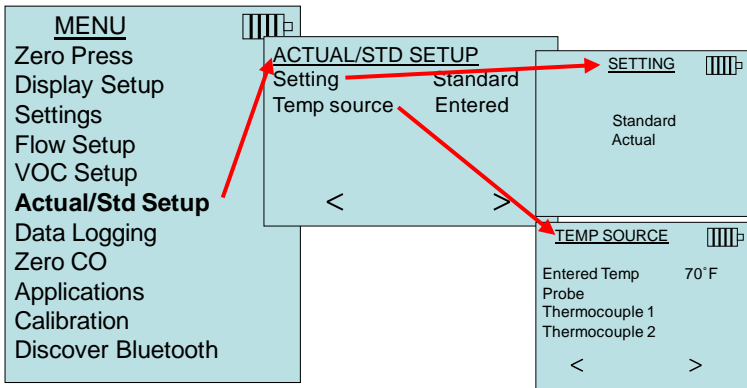 MENU
Zero Press
Display Setup
Settings
Flow Setup
VOC Setup
Actual/Std Setup
Data Logging
Zero CO
Applications
Calibration
Discover Bluetooth
ACTUAL/STD SETUP
Setting Standard
Temp source Entered
< >
SETTING
Standard
Actual
TEMP SOURCE
Entered Temp 70˚F
Probe
Thermocouple 1
Thermocouple 2
< >